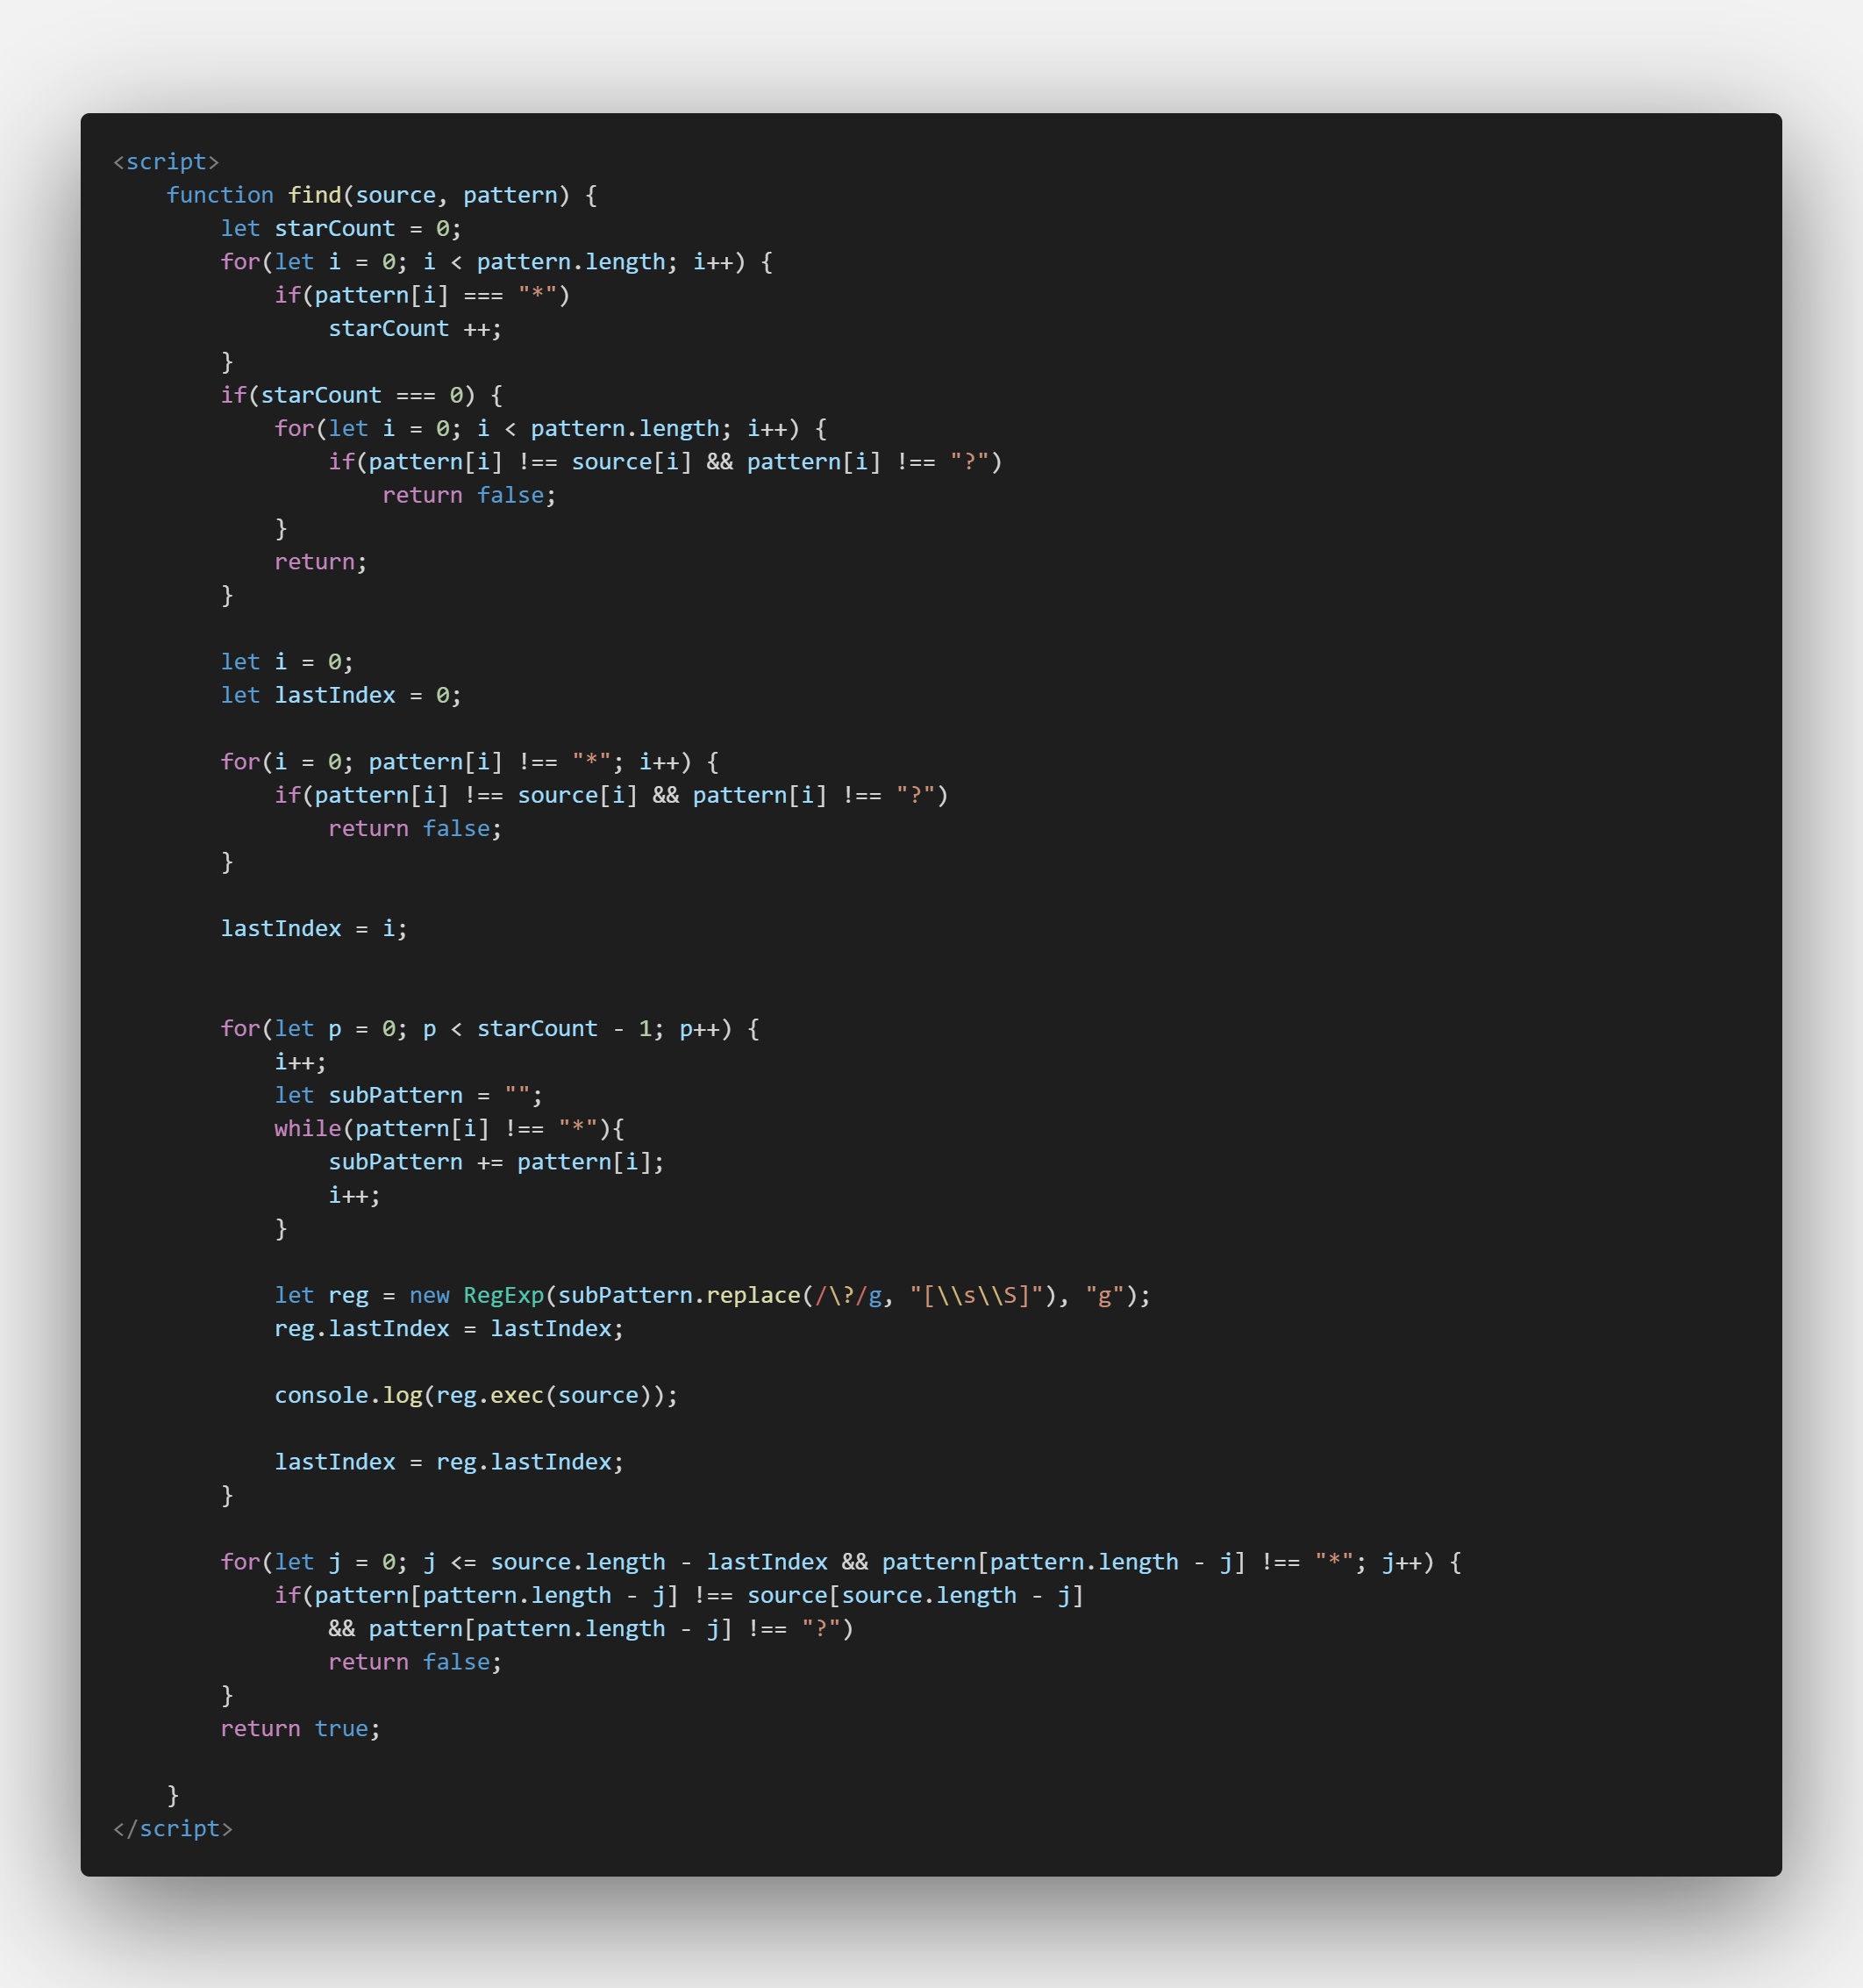 <script>
    function find(source, pattern) {
        let starCount = 0;
        for(let i = 0; i < pattern.length; i++) {
            if(pattern[i] === "*")
                starCount ++;
        }
        if(starCount === 0) {
            for(let i = 0; i < pattern.length; i++) {
                if(pattern[i] !== source[i] && pattern[i] !== "?")
                    return false;
            }
            return;
        }

        let i = 0;
        let lastIndex = 0;

        for(i = 0; pattern[i] !== "*"; i++) {
            if(pattern[i] !== source[i] && pattern[i] !== "?")
                return false;
        }

        lastIndex = i;


        for(let p = 0; p < starCount - 1; p++) {
            i++;
            let subPattern = "";
            while(pattern[i] !== "*"){
                subPattern += pattern[i];
                i++;
            }

            let reg = new RegExp(subPattern.replace(/\?/g, "[\\s\\S]"), "g");
            reg.lastIndex = lastIndex;

            console.log(reg.exec(source));

            lastIndex = reg.lastIndex;
        }

        for(let j = 0; j <= source.length - lastIndex && pattern[pattern.length - j] !== "*"; j++) {
            if(pattern[pattern.length - j] !== source[source.length - j]
                && pattern[pattern.length - j] !== "?")
                return false;
        }
        return true;

    }
</script>